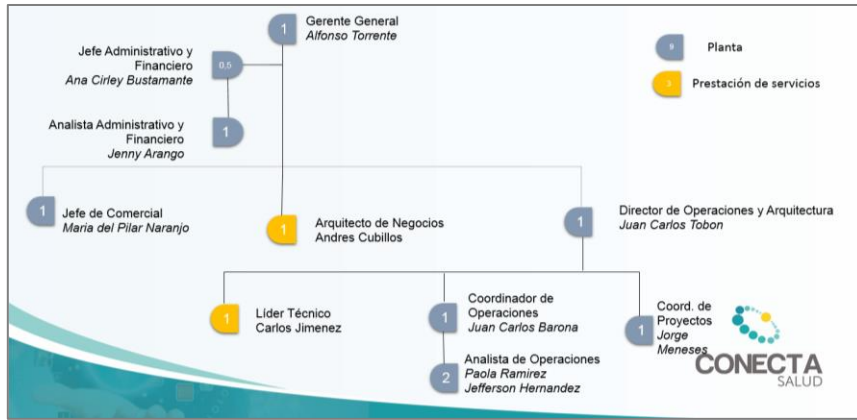 1
Gerente General
Alfonso Torrente
Jefe Administrativo y
Financiero
Ana Cirley Bustamante
0.5
9
Planta
3
Prestación de servicios
Analista Administrativo y
Financiero
Jenny Arango
1
1
Jefe de Comercial
Maria del Pilar Naranjo
1
Arquitecto de Negocios
Andres Cubillos
1
Director de Operaciones y Arquitectura
Juan Carlos Tobon
1
Líder Técnico
Carlos Jimenez
1
Coordinador de
Operaciones
Juan Carlos Barona
1
Coord. de
Proyectos
Jorge
Meneses
2
Analista de Operaciones
Paola Ramirez
Jefferson Hernandez
CONECTA
SALUD